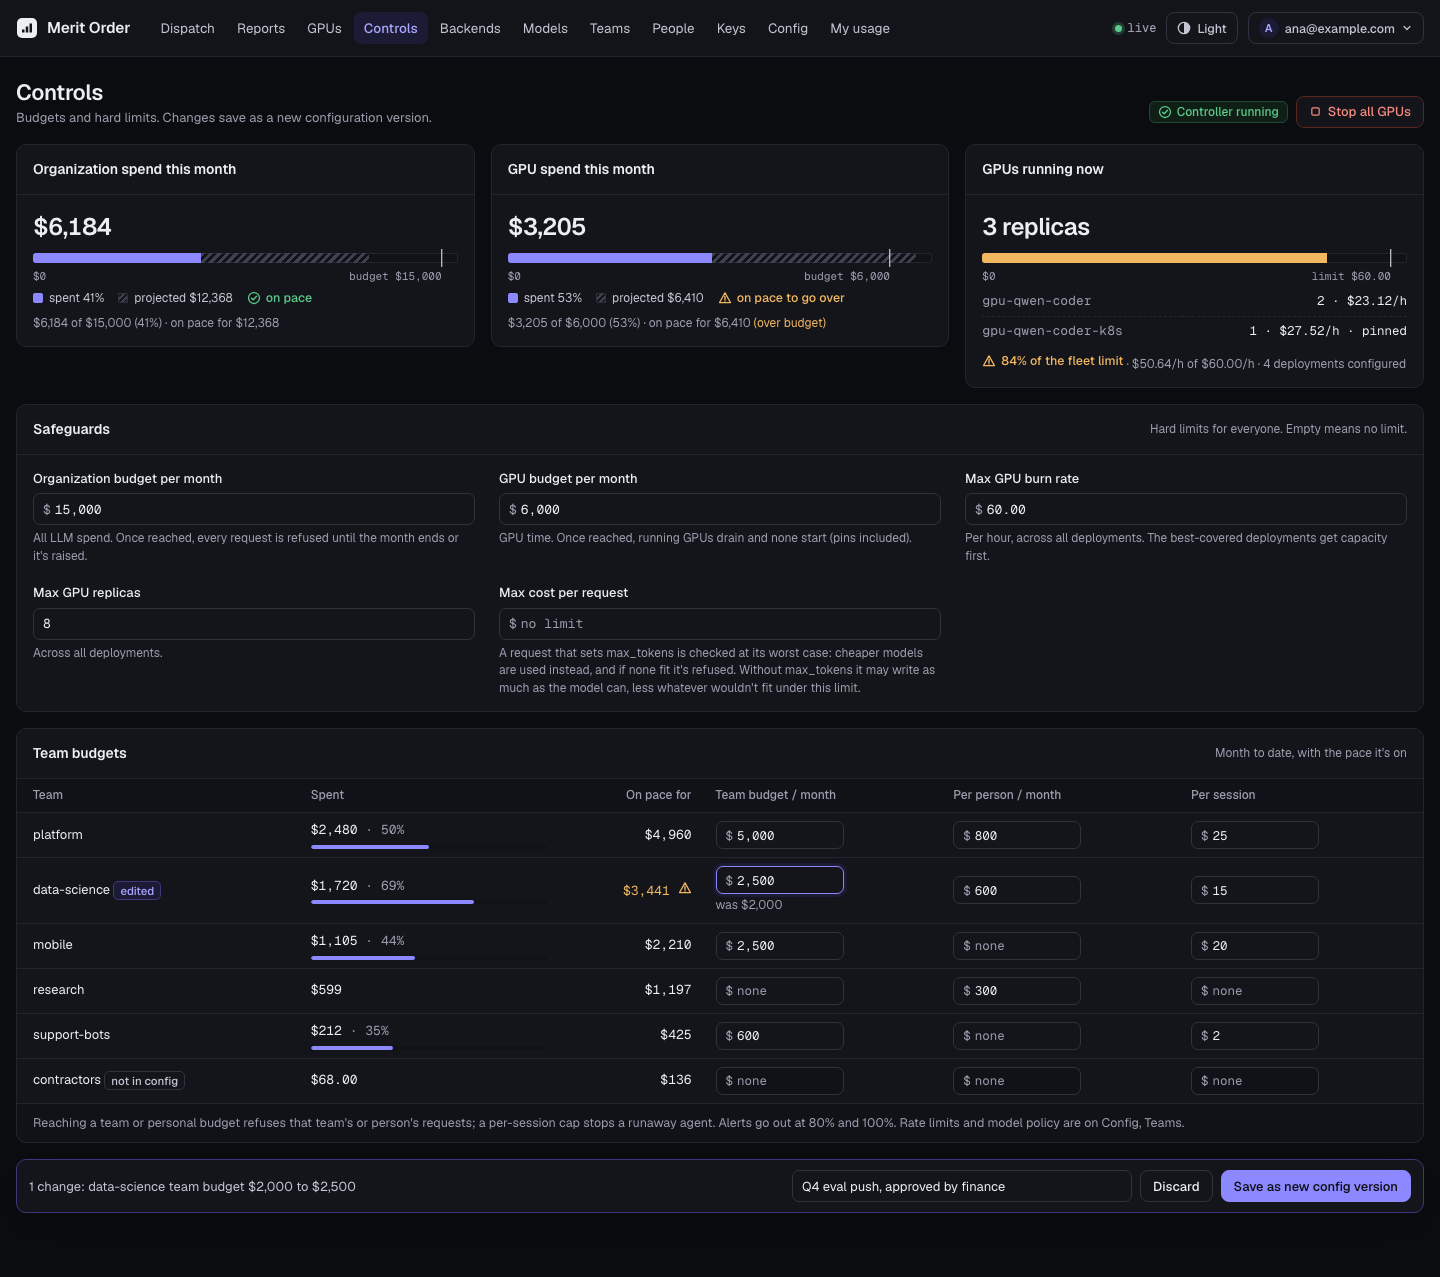 Merit Order
Dispatch
Reports
GPUs
Controls
Backends
Models
Teams
People
Keys
Config
My usage
live
Light
A
ana@example.com
Controls
Budgets and hard limits. Changes save as a new configuration version.
Controller running
Stop all GPUs
Organization spend this month
$6,184
$0
budget $15,000
spent 41%
projected $12,368
on pace
$6,184 of $15,000 (41%) · on pace for $12,368
GPU spend this month
$3,205
$0
budget $6,000
spent 53%
projected $6,410
on pace to go over
$3,205 of $6,000 (53%) · on pace for $6,410 (over budget)
GPUs running now
3 replicas
$0
limit $60.00
gpu-qwen-coder
2 · $23.12/h
gpu-qwen-coder-k8s
1 · $27.52/h · pinned
84% of the fleet limit · $50.64/h of $60.00/h · 4 deployments configured
Safeguards
Hard limits for everyone. Empty means no limit.
Organization budget per month
$ 15,000
All LLM spend. Once reached, every request is refused until the month ends or
it's raised.
GPU budget per month
$ 6,000
GPU time. Once reached, running GPUs drain and none start (pins included).
Max GPU burn rate
$ 60.00
Per hour, across all deployments. The best-covered deployments get capacity
first.
Max GPU replicas
8
Across all deployments.
Max cost per request
$ no limit
A request that sets max_tokens is checked at its worst case: cheaper models
are used instead, and if none fit it's refused. Without max_tokens it may write as
much as the model can, less whatever wouldn't fit under this limit.
Team budgets
Month to date, with the pace it's on
Team
Spent
On pace for
Team budget / month
Per person / month
Per session
platform
$2,480 · 50%
$4,960
$ 5,000
$ 800
$ 25
data-science edited
$1,720 · 69%
$3,441
$ 2,500
was $2,000
$ 600
$ 15
mobile
$1,105 · 44%
$2,210
$ 2,500
$ none
$ 20
research
$599
$1,197
$ none
$ 300
$ none
support-bots
$212 · 35%
$425
$ 600
$ none
$ 2
contractors not in config
$68.00
$136
$ none
$ none
$ none
Reaching a team or personal budget refuses that team's or person's requests; a per-session cap stops a runaway agent. Alerts go out at 80% and 100%. Rate limits and model policy are on Config, Teams.
1 change: data-science team budget $2,000 to $2,500
Q4 eval push, approved by finance
Discard
Save as new config version